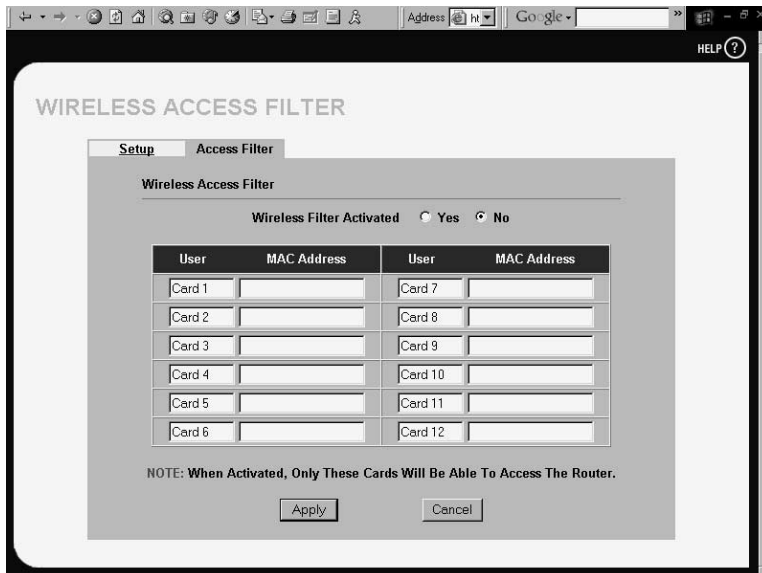 Address ht Google »
HELP ?
WIRELESS ACCESS FILTER
Setup Access Filter
Wireless Access Filter
Wireless Filter Activated Yes No
User MAC Address User MAC Address
Card 1 Card 7
Card 2 Card 8
Card 3 Card 9
Card 4 Card 10
Card 5 Card 11
Card 6 Card 12
NOTE: When Activated, Only These Cards Will Be Able To Access The Router.
Apply Cancel